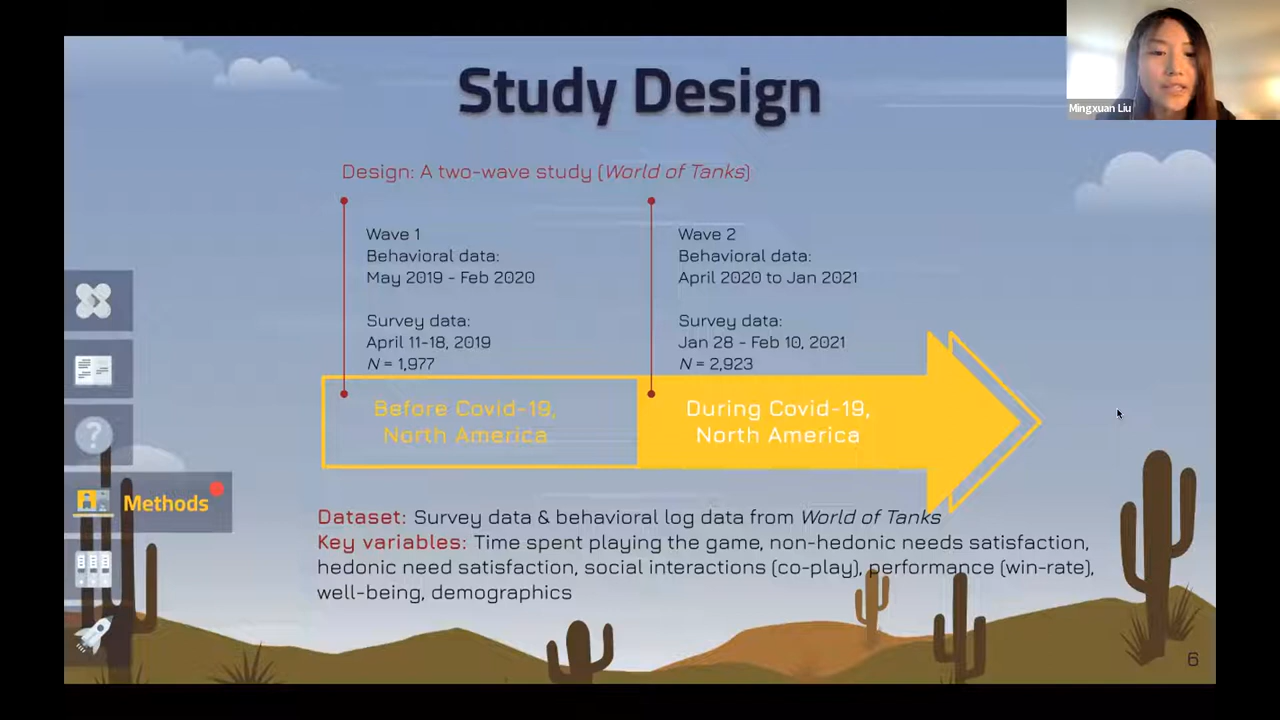 Study Design
Mingxuan Liu
Design: A two-wave study (World of Tanks)
Wave 1
Behavioral data:
May 2019 - Feb 2020
Survey data:
April 11-18, 2019
N = 1,977
Wave 2
Behavioral data:
April 2020 to Jan 2021
Survey data:
Jan 28 - Feb 10, 2021
N = 2,923
Before Covid-19,
North America
During Covid-19,
North America
?
Methods
Dataset: Survey data & behavioral log data from World of Tanks
Key variables: Time spent playing the game, non-hedonic needs satisfaction,
hedonic need satisfaction, social interactions (co-play), performance (win-rate),
well-being, demographics
6